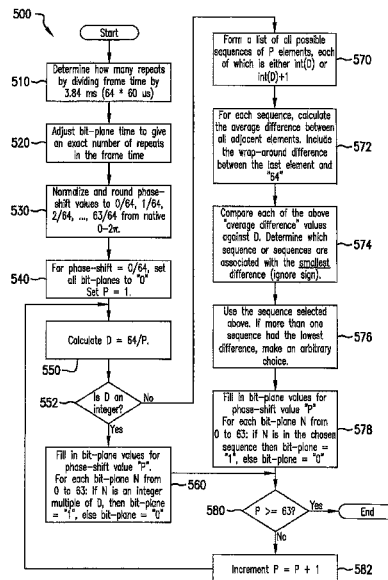 500
Start
Determine how many repeats
by dividing frame time by
3.84 ms (64 * 60 us)
510
Adjust bit-plane time to give
an exact number of repeats
in the frame time
520
Normalize and round phase-
shift values to 0/64, 1/64,
2/64, ..., 63/64 from native
0-2π.
530
For phase-shift = 0/64, set
all bit-planes to "0"
Set P = 1.
540
Calculate D = 64/P.
550
Is D an
integer?
552
No
Yes
Fill in bit-plane values for
phase-shift value "P".
For each bit-plane N from
0 to 63: If N is an integer
multiple of D, then bit-plane
= "1", else bit-plane = "0"
560
Form a list of all possible
sequences of P elements, each
of which is either int(D) or
int(D)+1
570
For each sequence, calculate
the average difference between
all adjacent elements. Include
the wrap-around difference
between the last element and
"64"
572
Compare each of the above
"average difference" values
against D. Determine which
sequence or sequences are
associated with the smallest
difference (ignore sign).
574
Use the sequence selected
above. If more than one
sequence had the lowest
difference, make an arbitrary
choice.
576
Fill in bit-plane values for
phase-shift value "P"
For each bit-plane N from
0 to 63: if N is in the chosen
sequence then bit-plane =
"1", else bit-plane = "0"
578
580
P >= 63?
Yes
End
No
Increment P = P + 1
582